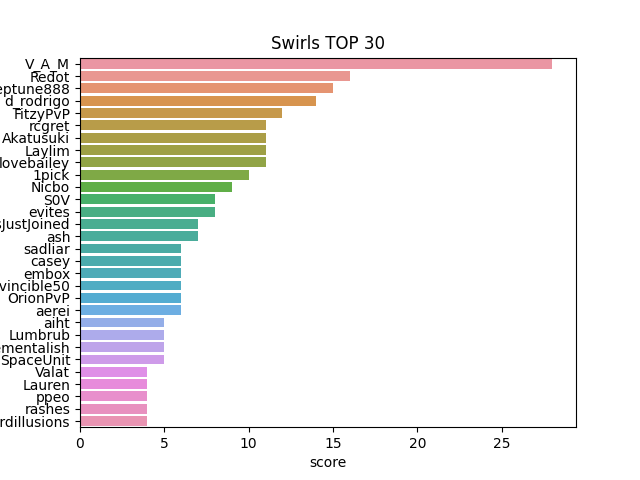 Swirls TOP 30
V_A_M
Redot
eptune888
d_rodrigo
FitzyPvP
rcgret
Akatusuki
Laylim
lovebailey
1pick
Nicbo
S0V
evites
sJustJoined
ash
sadliar
casey
embox
vincible50
OrionPvP
aerei
aiht
Lumbrub
ementalish
SpaceUnit
Valat
Lauren
ppeo
rashes
rdillusions
0 5 10 15 20 25
score